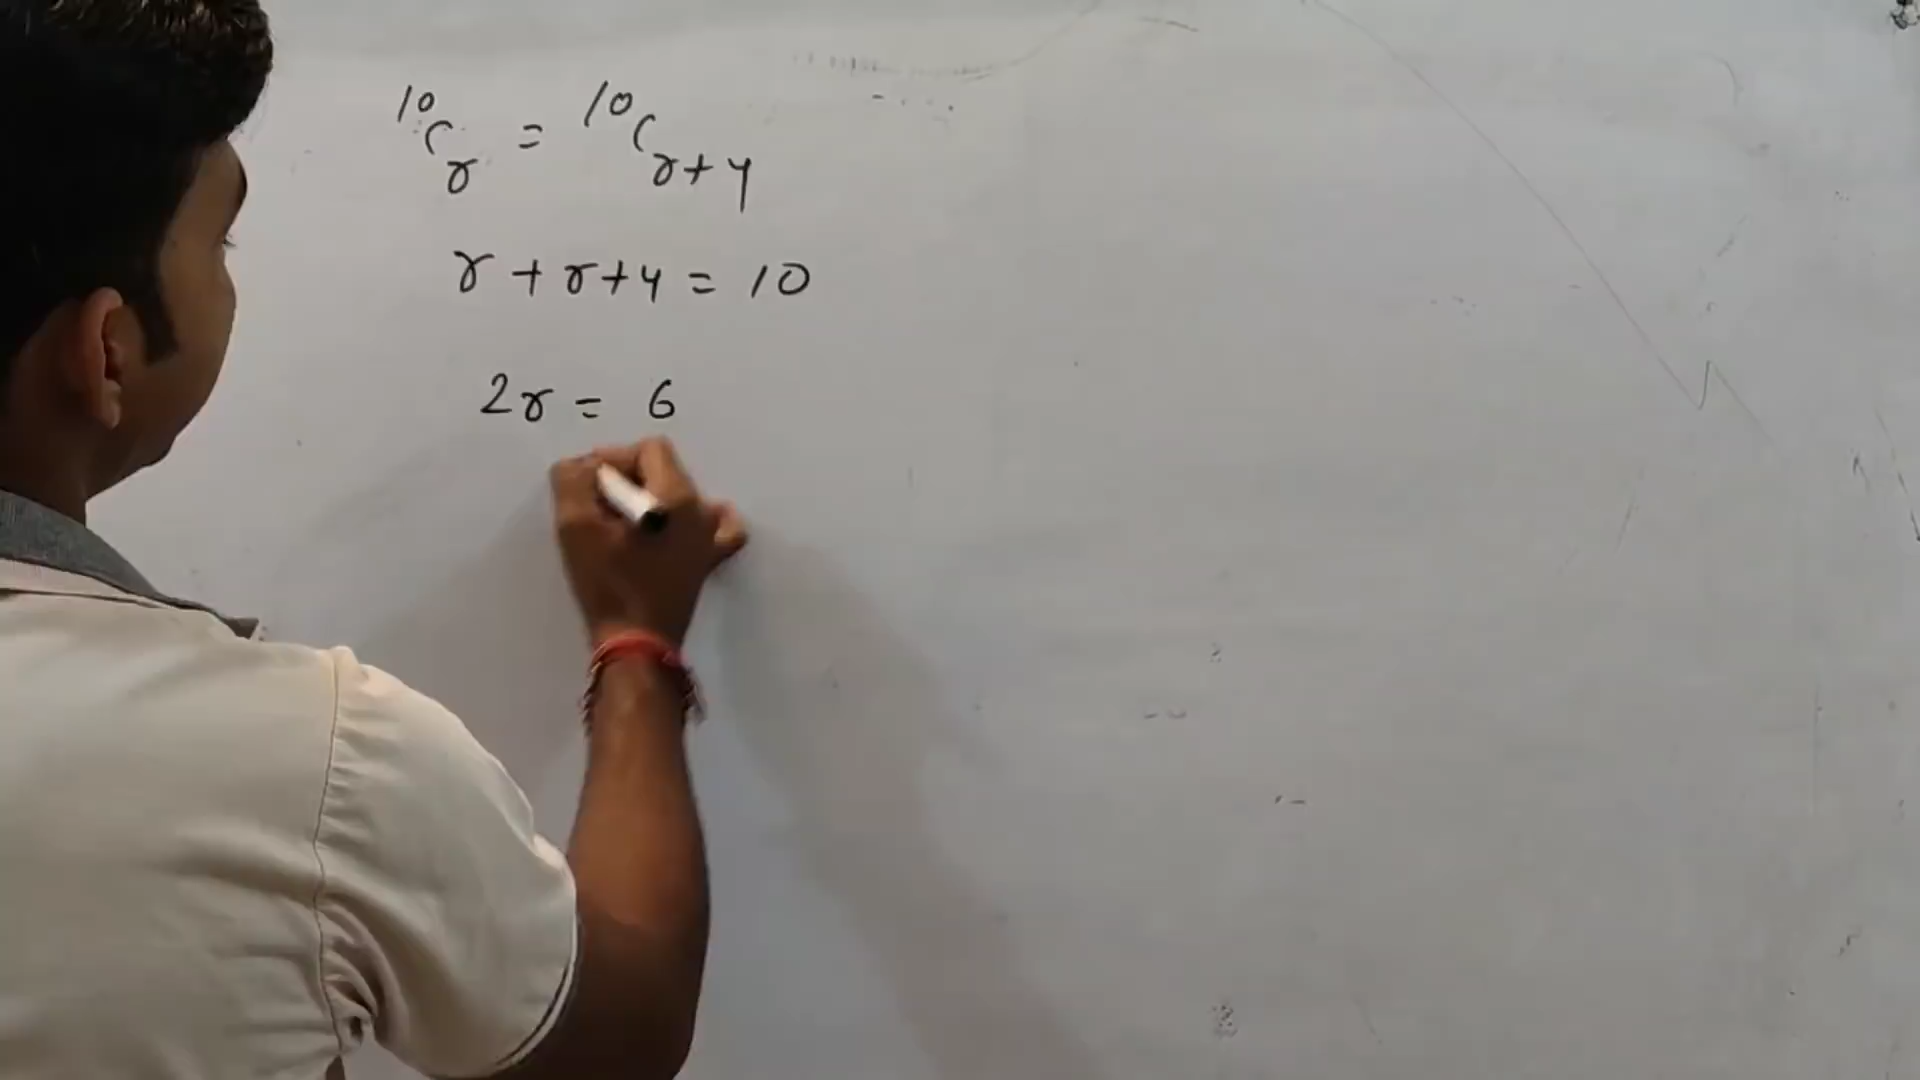 ¹⁰Cᵣ = ¹⁰Cᵣ₊₄
r + r + 4 = 10
2r = 6